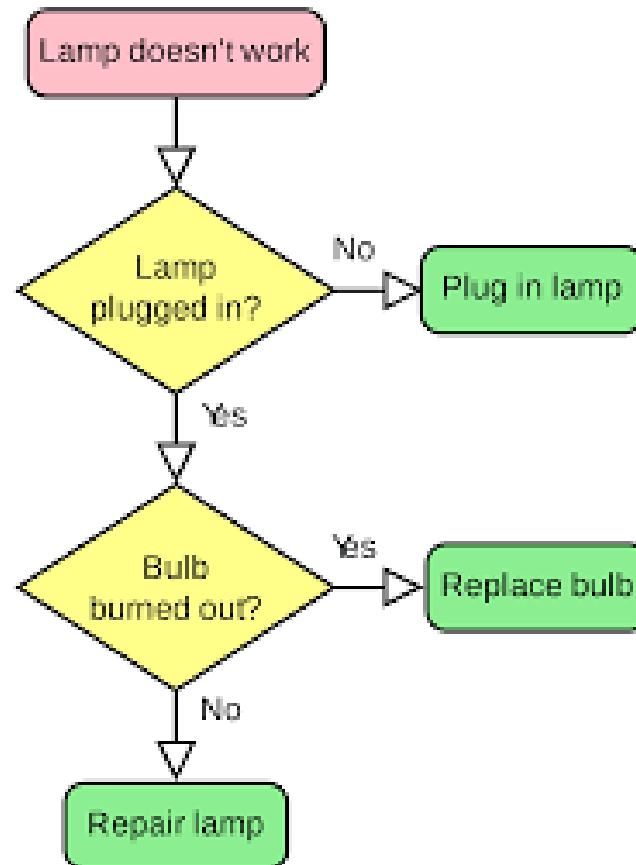 Lamp doesn't work
Lamp
plugged in?
No
Plug in lamp
Yes
Bulb
burned out?
Yes
Replace bulb
No
Repair lamp